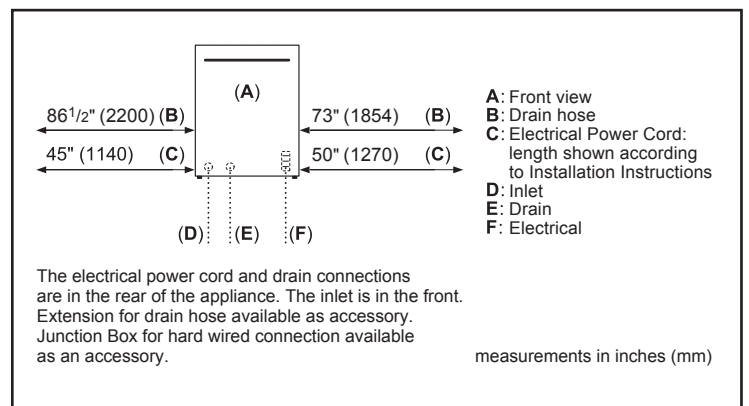 (A)
86 1/2" (2200) (B)
73" (1854) (B)
45" (1140) (C)
50" (1270) (C)
(D)
(E)
(F)
A: Front view
B: Drain hose
C: Electrical Power Cord:
length shown according
to Installation Instructions
D: Inlet
E: Drain
F: Electrical
The electrical power cord and drain connections
are in the rear of the appliance. The inlet is in the front.
Extension for drain hose available as accessory.
Junction Box for hard wired connection available
as an accessory.
measurements in inches (mm)